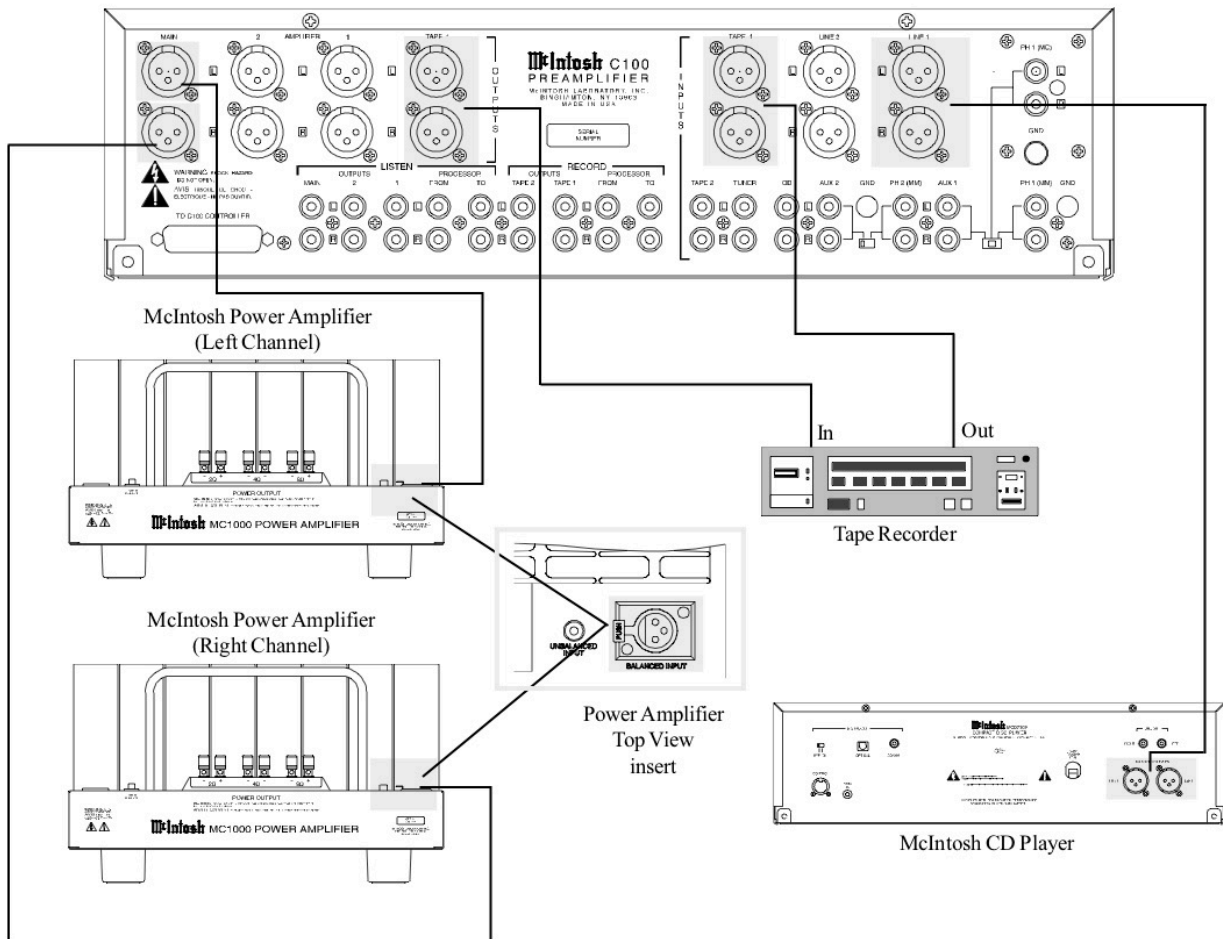 MAIN 2 AMPLIFIER 1 TAPE 1
OUTPUTS
McIntosh C100
PREAMPLIFIER
McINTOSH LABORATORY, INC.
BINGHAMTON, NY 13903
MADE IN USA
SERIAL
NUMBER
INPUTS
TAPE 1 LINE 2 LINE 1
PH 1 (MC)
L L L L L L
R R R R R R
GND
WARNING
LISTEN
OUTPUTS PROCESSOR
MAIN 2 1 FROM TO
RECORD
OUTPUTS PROCESSOR
TAPE 2 TAPE 1 FROM TO
TAPE 2 TUNER CD AUX 2 GND PH 2 (MM) AUX 1 PH 1 (MM) GND
TO C100 CONTROLLER
McIntosh Power Amplifier
(Left Channel)
POWER OUTPUT
McIntosh MC1000 POWER AMPLIFIER
In
Out
Tape Recorder
McIntosh Power Amplifier
(Right Channel)
POWER OUTPUT
McIntosh MC1000 POWER AMPLIFIER
PUSH
UNBALANCED
INPUT
BALANCED INPUT
Power Amplifier
Top View
insert
McIntosh
COMPACT DISC PLAYER
McIntosh CD Player